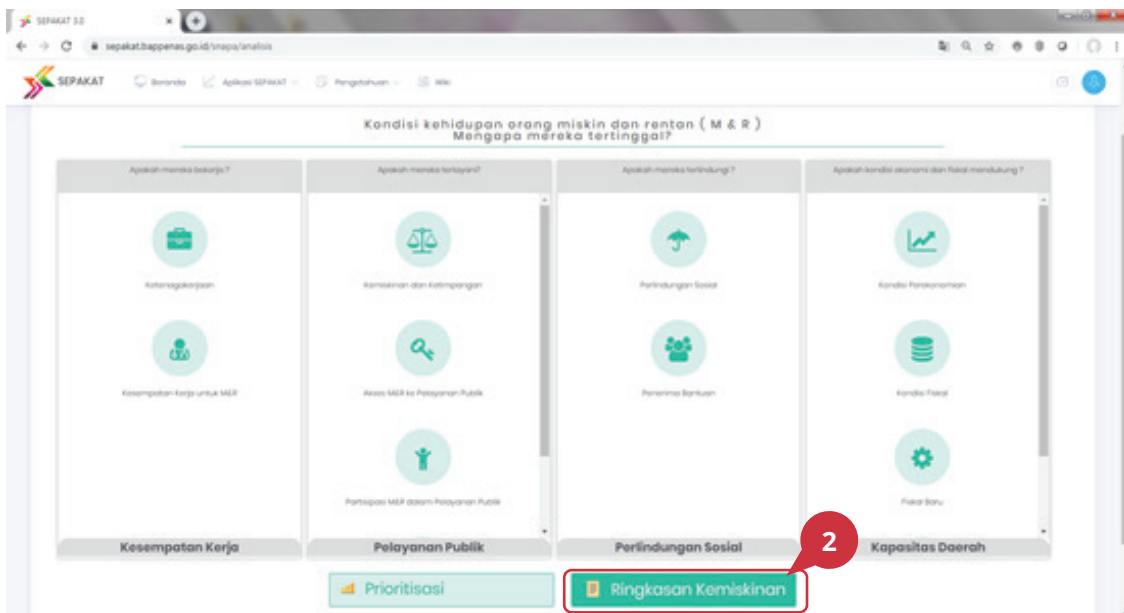 SEPAKAT 3.0
sepakat.bappenas.go.id/snapa/analisis
SEPAKAT Beranda Aplikasi SEPAKAT Pengetahuan Wiki
Kondisi kehidupan orang miskin dan rentan ( M & R )
Mengapa mereka tertinggal?
Apakah mereka bekerja ?
Apakah mereka terlayani?
Apakah mereka terlindungi ?
Apakah kondisi ekonomi dan fiskal mendukung ?
Ketenagakerjaan
Kemiskinan dan Ketimpangan
Perlindungan Sosial
Kondisi Perekonomian
Kesempatan Kerja untuk M&R
Akses M&R ke Pelayanan Publik
Penerima Bantuan
Kondisi Fiskal
Partisipasi M&R dalam Pelayanan Publik
Fiskal Baru
Kesempatan Kerja
Pelayanan Publik
Perlindungan Sosial
2
Kapasitas Daerah
Prioritisasi
Ringkasan Kemiskinan